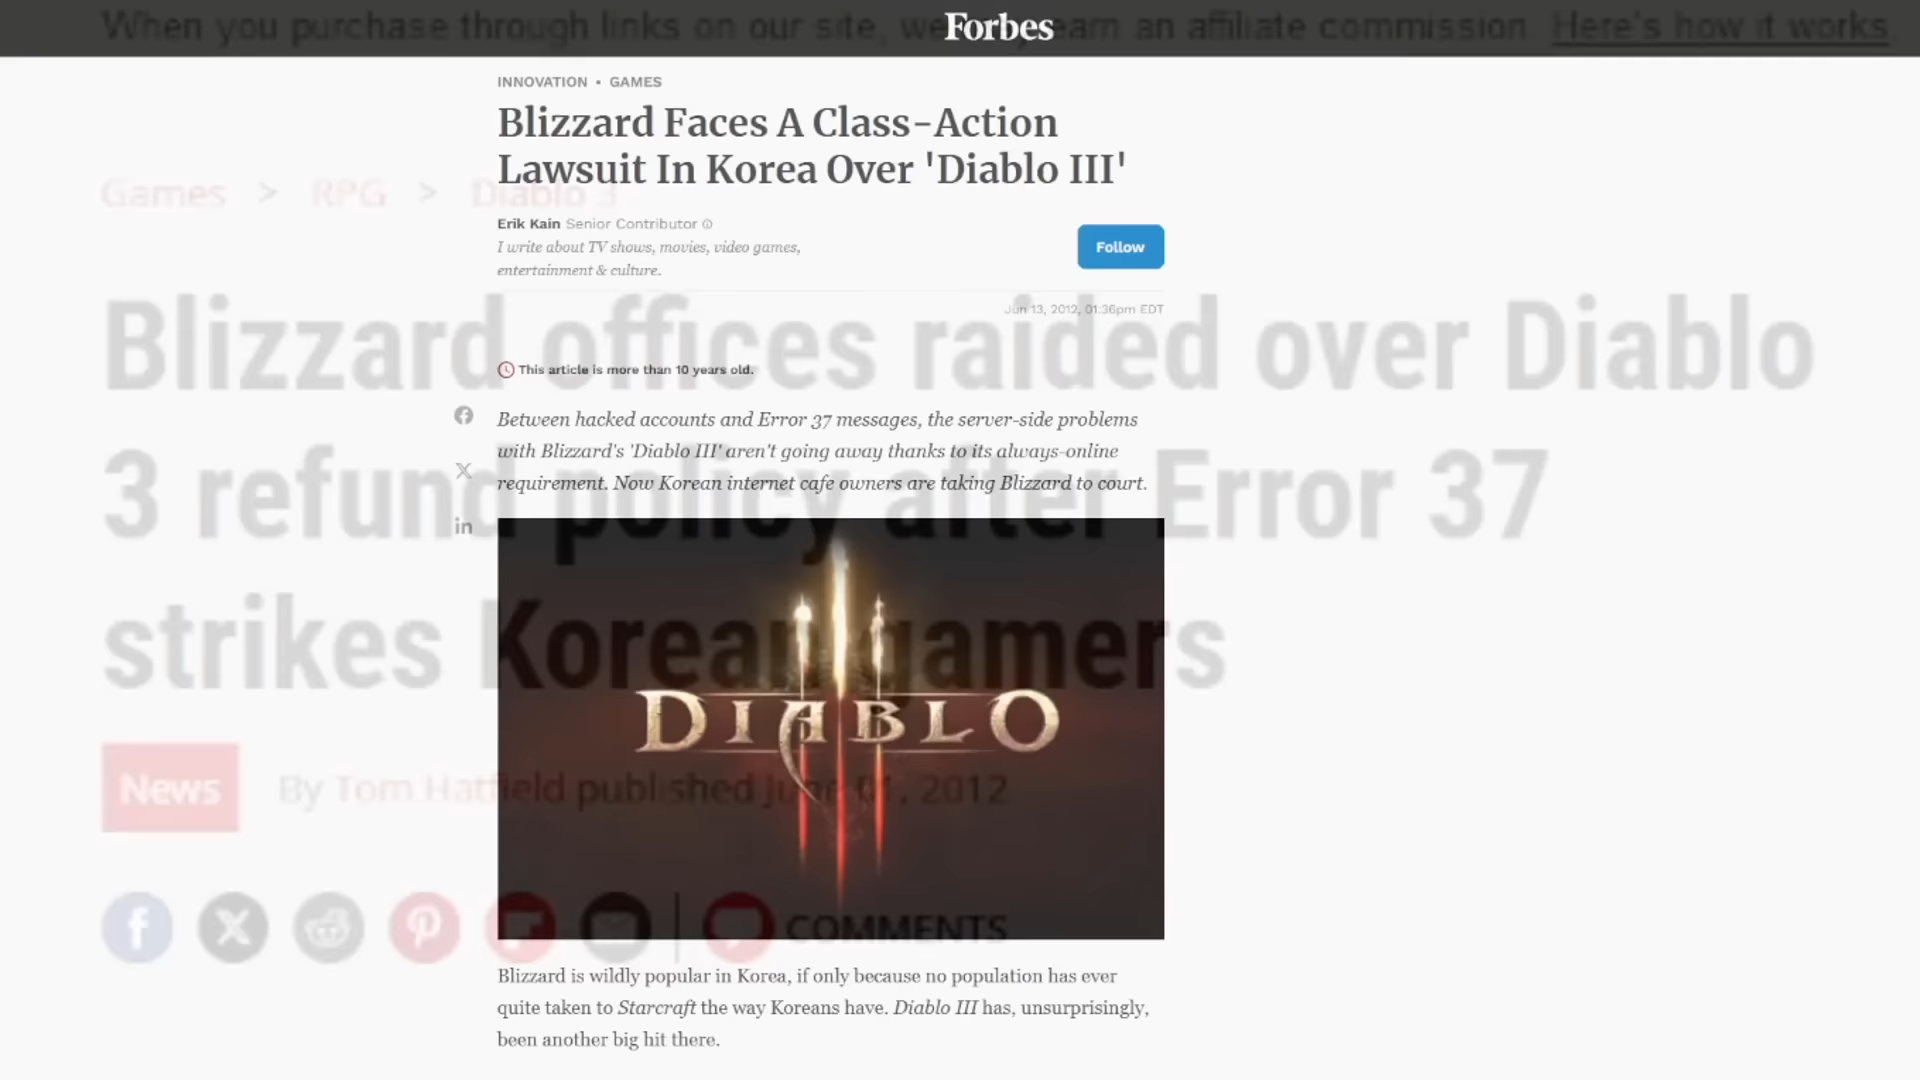 When you purchase through links on our site, we earn an affiliate commission. Here's how it works
Forbes
INNOVATION • GAMES
Blizzard Faces A Class-Action
Lawsuit In Korea Over 'Diablo III'
Games > RPG > Diablo 3
Erik Kain Senior Contributor
I write about TV shows, movies, video games,
entertainment & culture.
Follow
Jun 13, 2012, 01:36pm EDT
Blizzard offices raided over Diablo
3 refund policy after Error 37
strikes Korean gamers
This article is more than 10 years old.
Between hacked accounts and Error 37 messages, the server-side problems
with Blizzard's 'Diablo III' aren't going away thanks to its always-online
requirement. Now Korean internet cafe owners are taking Blizzard to court.
DIABLO
News
By Tom Hatfield published June 01, 2012
COMMENTS
Blizzard is wildly popular in Korea, if only because no population has ever
quite taken to Starcraft the way Koreans have. Diablo III has, unsurprisingly,
been another big hit there.